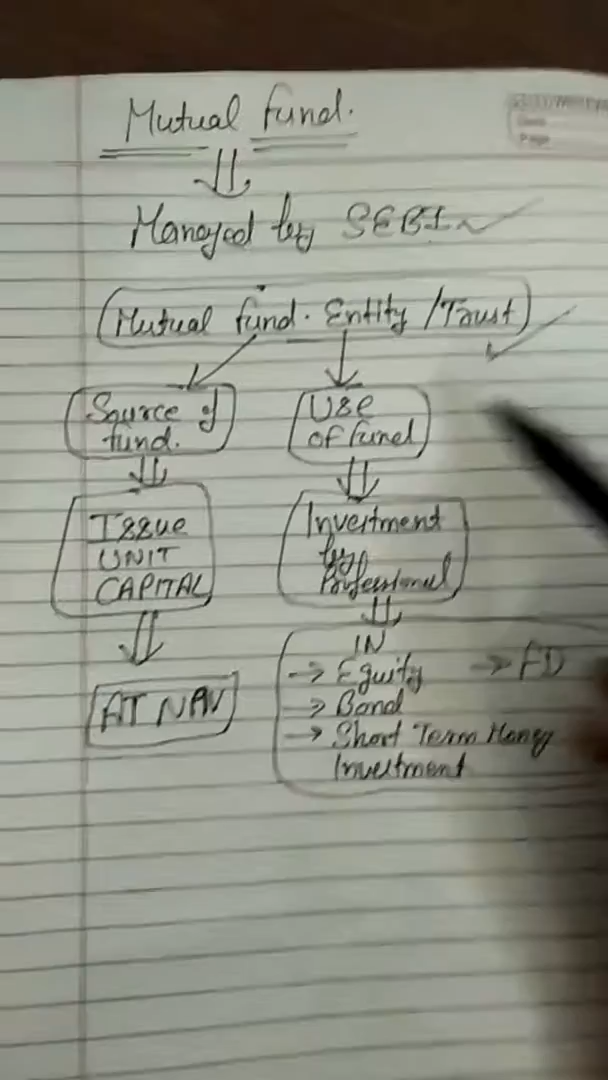 Mutual fund.
Managed by SEBI
Mutual fund. Entity / Trust
Source of
fund.
Use
of fund
Issue
UNIT
CAPITAL
Investment
by
Professional
AT NAV
IN
→ Equity → FD
→ Bond
→ Short Term Money
Investment
Page